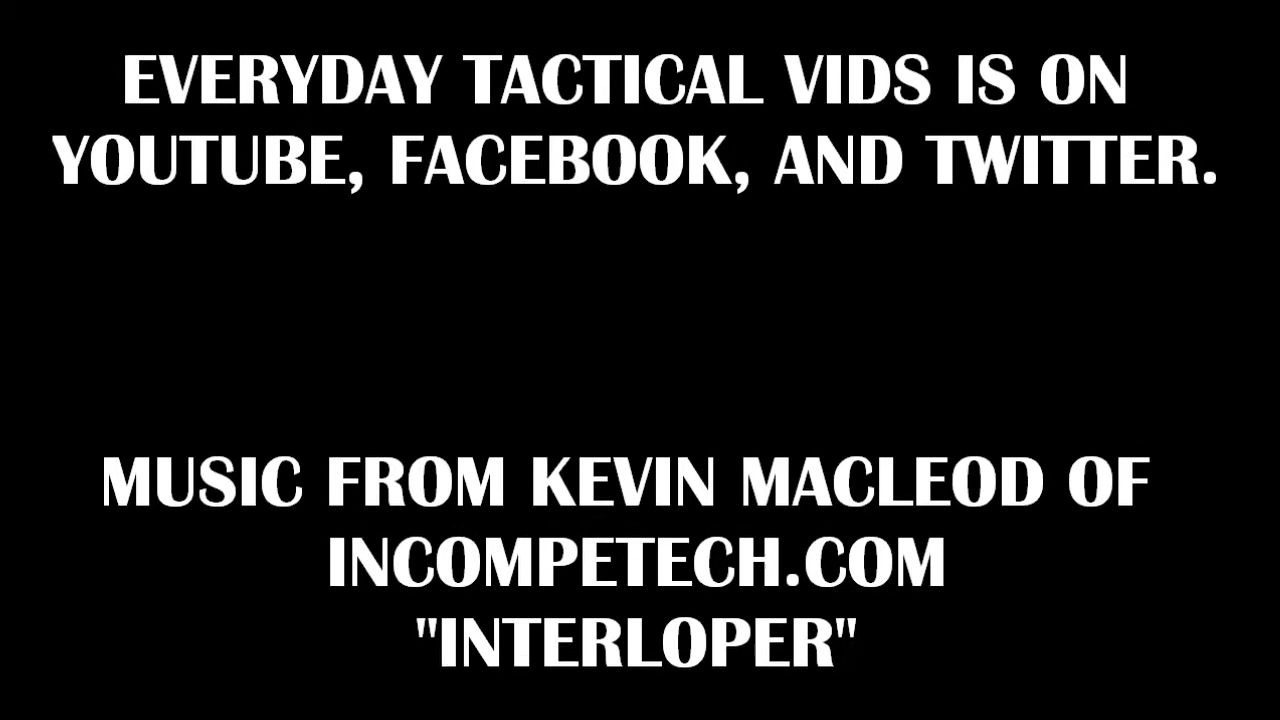 EVERYDAY TACTICAL VIDS IS ON
YOUTUBE, FACEBOOK, AND TWITTER.
MUSIC FROM KEVIN MACLEOD OF
INCOMPETECH.COM
"INTERLOPER"